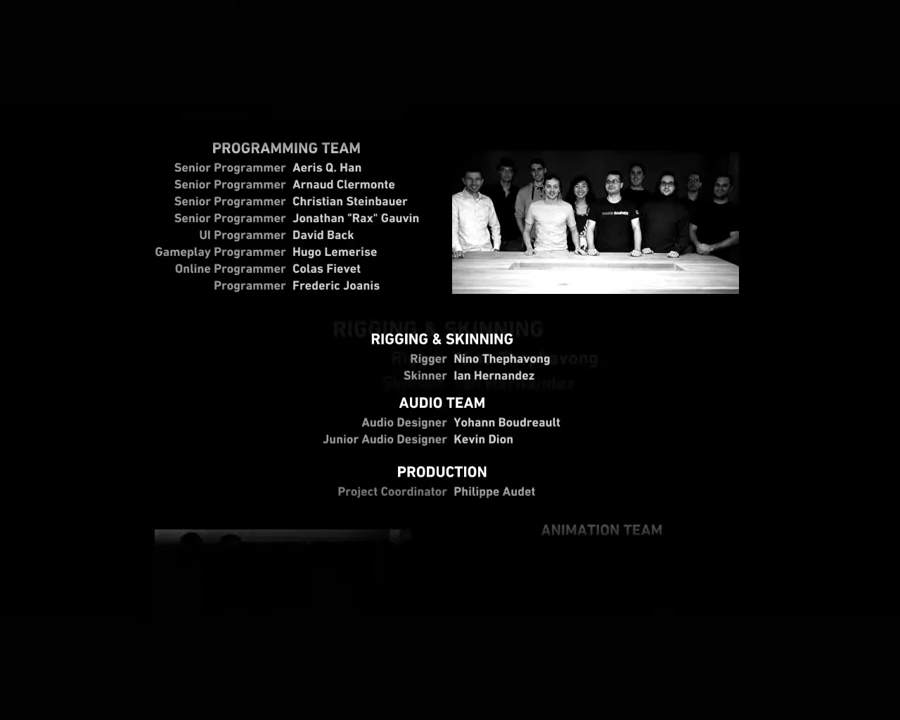 PROGRAMMING TEAM
Senior Programmer Aeris Q. Han
Senior Programmer Arnaud Clermonte
Senior Programmer Christian Steinbauer
Senior Programmer Jonathan "Rax" Gauvin
UI Programmer David Back
Gameplay Programmer Hugo Lemerise
Online Programmer Colas Fievet
Programmer Frederic Joanis
RIGGING & SKINNING
Rigger Nino Thephavong
Skinner Ian Hernandez
AUDIO TEAM
Audio Designer Yohann Boudreault
Junior Audio Designer Kevin Dion
PRODUCTION
Project Coordinator Philippe Audet
ANIMATION TEAM